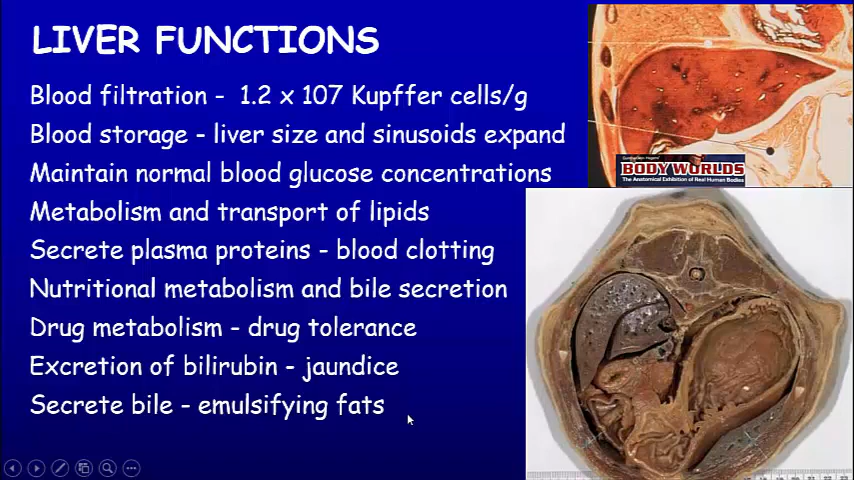 LIVER FUNCTIONS
Blood filtration - 1.2 x 107 Kupffer cells/g
Blood storage - liver size and sinusoids expand
Maintain normal blood glucose concentrations
Metabolism and transport of lipids
Secrete plasma proteins - blood clotting
Nutritional metabolism and bile secretion
Drug metabolism - drug tolerance
Excretion of bilirubin - jaundice
Secrete bile - emulsifying fats
BODY WORLDS
The Anatomical Exhibition of Real Human Bodies